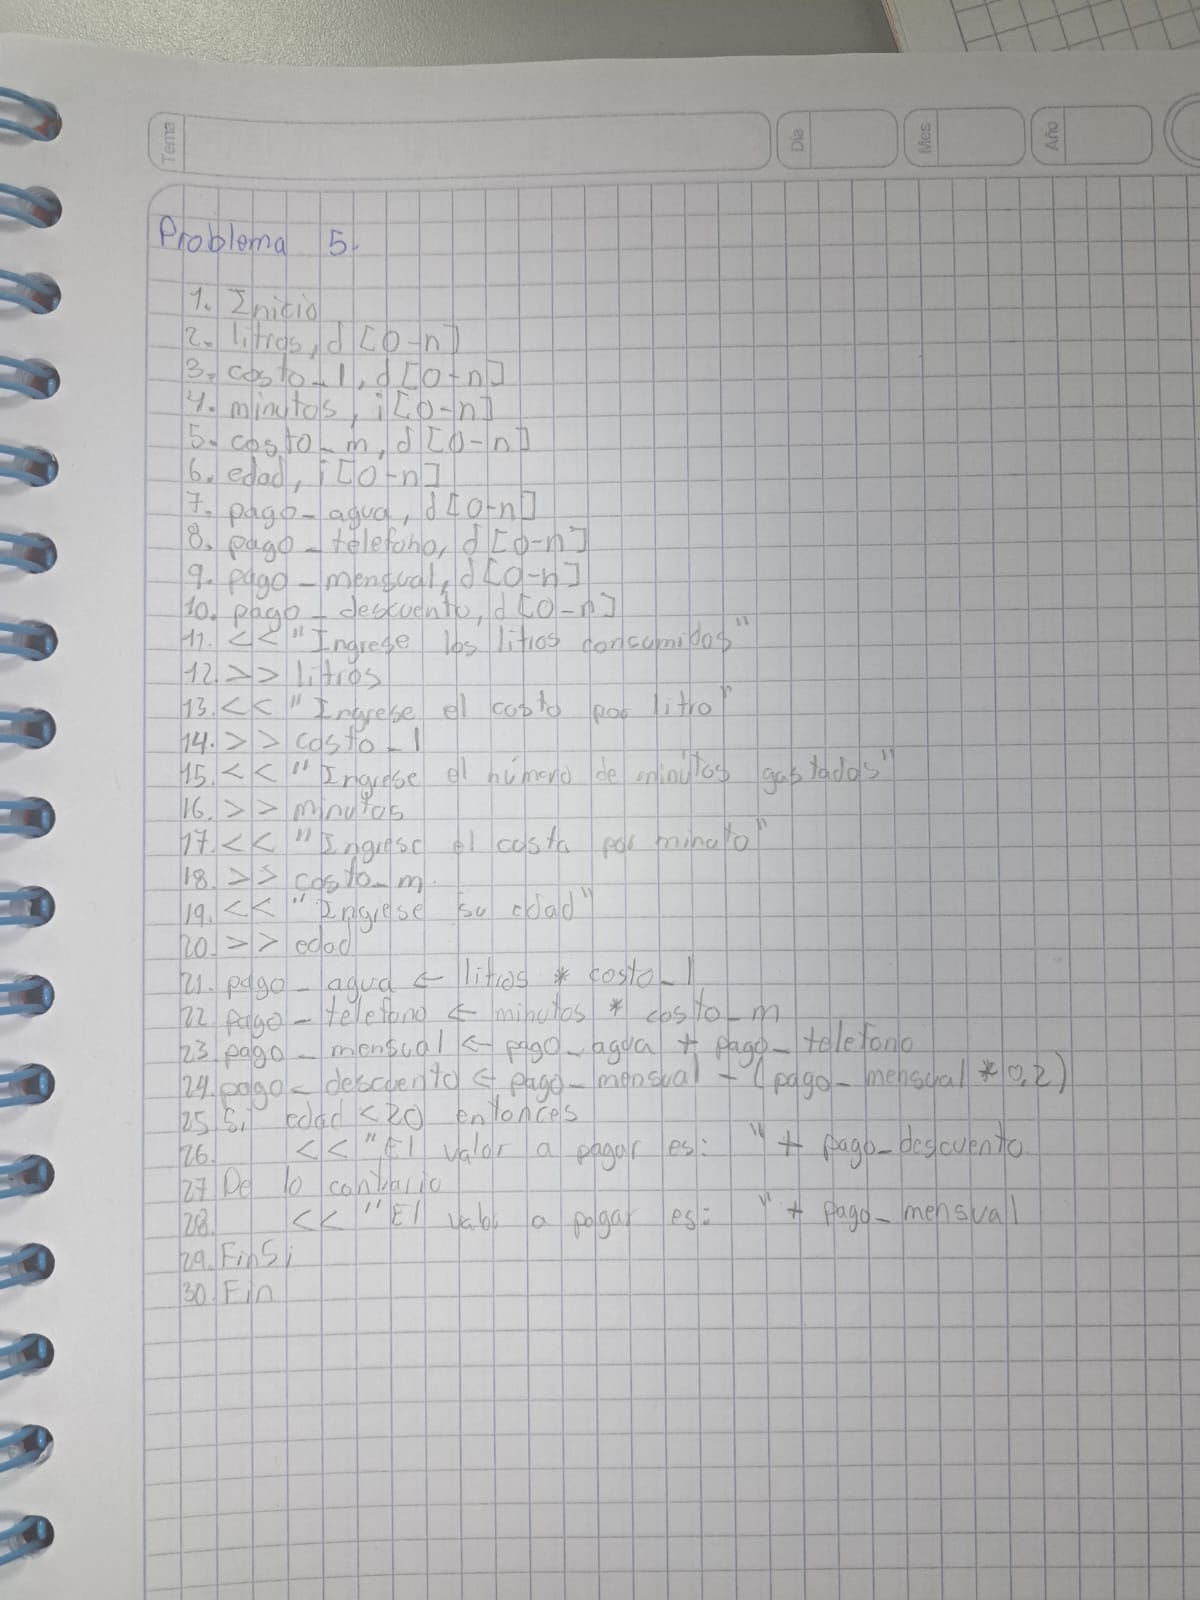 Tema
Día
Mes
Año
Problema 5.
1. Inicio
2. litros, d [0-n]
3. costo_l, d [0-n]
4. minutos, i [0-n]
5. costo_m, d [0-n]
6. edad, i [0-n]
7. pago_agua, d [0-n]
8. pago_telefono, d [0-n]
9. pago_mensual, d [0-n]
10. pago_descuento, d [0-n]
11. << "Ingrese los litros consumidos"
12. >> litros
13. << "Ingrese el costo por litro"
14. >> costo_l
15. << "Ingrese el número de minutos gastados"
16. >> minutos
17. << "Ingrese el costo por minuto"
18. >> costo_m.
19. << "Ingrese su edad"
20. >> edad
21. pago_agua ← litros * costo_l
22 pago_telefono ← minutos * costo_m
23 pago_mensual ← pago_agua + pago_telefono
24. pago_descuento ← pago_mensual - (pago_mensual * 0,2)
25 Si edad < 20 entonces
26. << "El valor a pagar es: " + pago_descuento
27 De lo contrario
28. << "El valor a pagar es: " + pago_mensual
29. FinSi
30. Fin